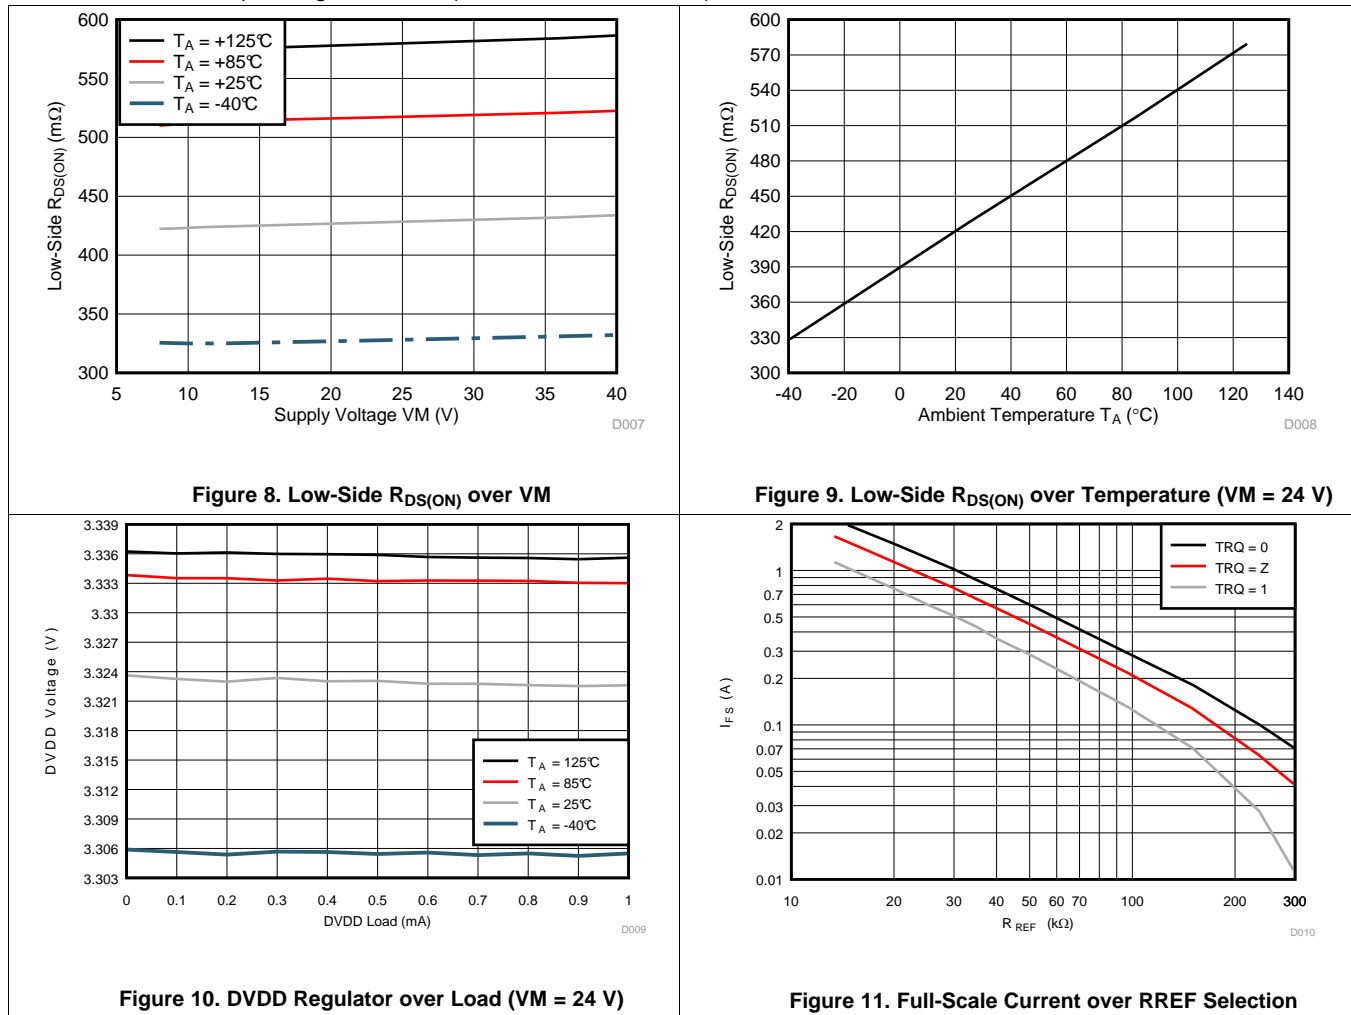 600
550
500
450
400
350
300
5 10 15 20 25 30 35 40
Low-Side RDS(ON) (mΩ)
Supply Voltage VM (V)
TA = +125°C
TA = +85°C
TA = +25°C
TA = -40°C
D007
Figure 8. Low-Side RDS(ON) over VM
600
570
540
510
480
450
420
390
360
330
300
-40 -20 0 20 40 60 80 100 120 140
Low-Side RDS(ON) (mΩ)
Ambient Temperature TA (°C)
D008
Figure 9. Low-Side RDS(ON) over Temperature (VM = 24 V)
3.339
3.336
3.333
3.33
3.327
3.324
3.321
3.318
3.315
3.312
3.309
3.306
3.303
0 0.1 0.2 0.3 0.4 0.5 0.6 0.7 0.8 0.9 1
DVDD Voltage (V)
DVDD Load (mA)
TA = 125°C
TA = 85°C
TA = 25°C
TA = -40°C
D009
Figure 10. DVDD Regulator over Load (VM = 24 V)
2
1
0.7
0.5
0.3
0.2
0.1
0.07
0.05
0.03
0.02
0.01
10 20 30 40 50 60 70 100 200 300
IFS (A)
RREF (kΩ)
TRQ = 0
TRQ = Z
TRQ = 1
D010
Figure 11. Full-Scale Current over RREF Selection